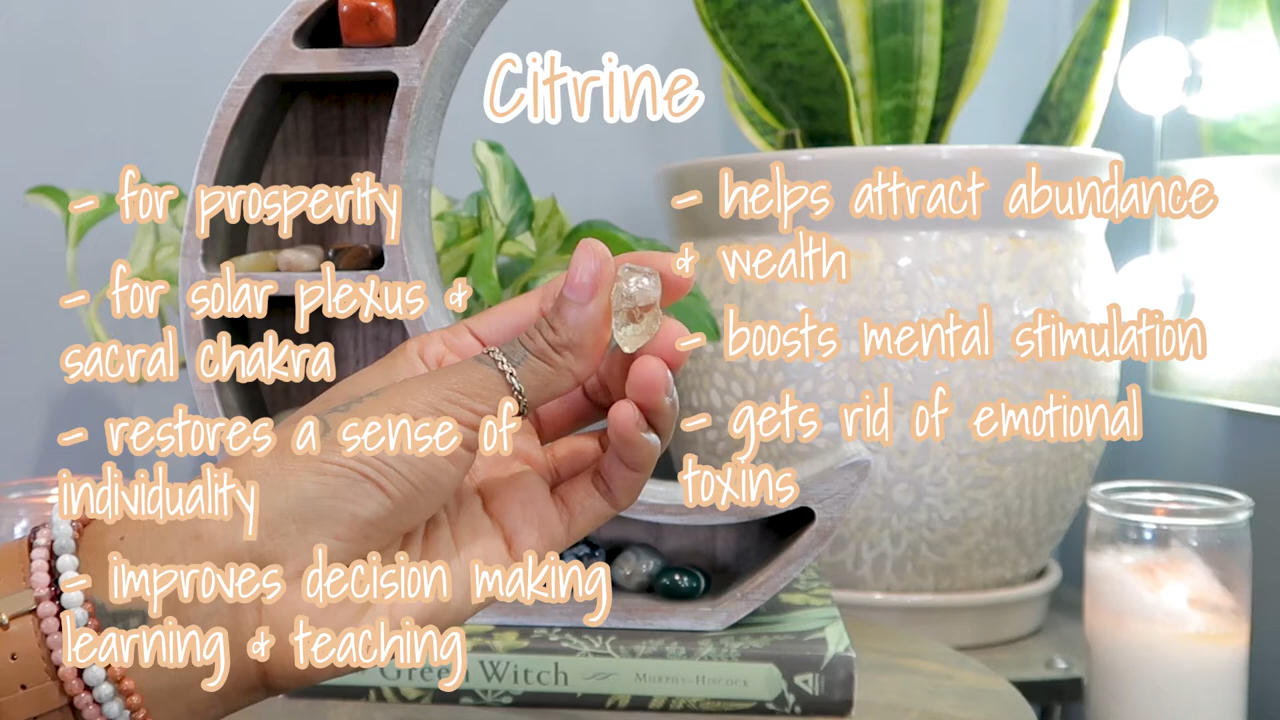 Citrine
- for prosperity
- for solar plexus &
sacral chakra
- restores a sense of
individuality
- improves decision making
learning & teaching
- helps attract abundance
& wealth
- boosts mental stimulation
- gets rid of emotional
toxins
Green Witch
Murphy-Hiscock